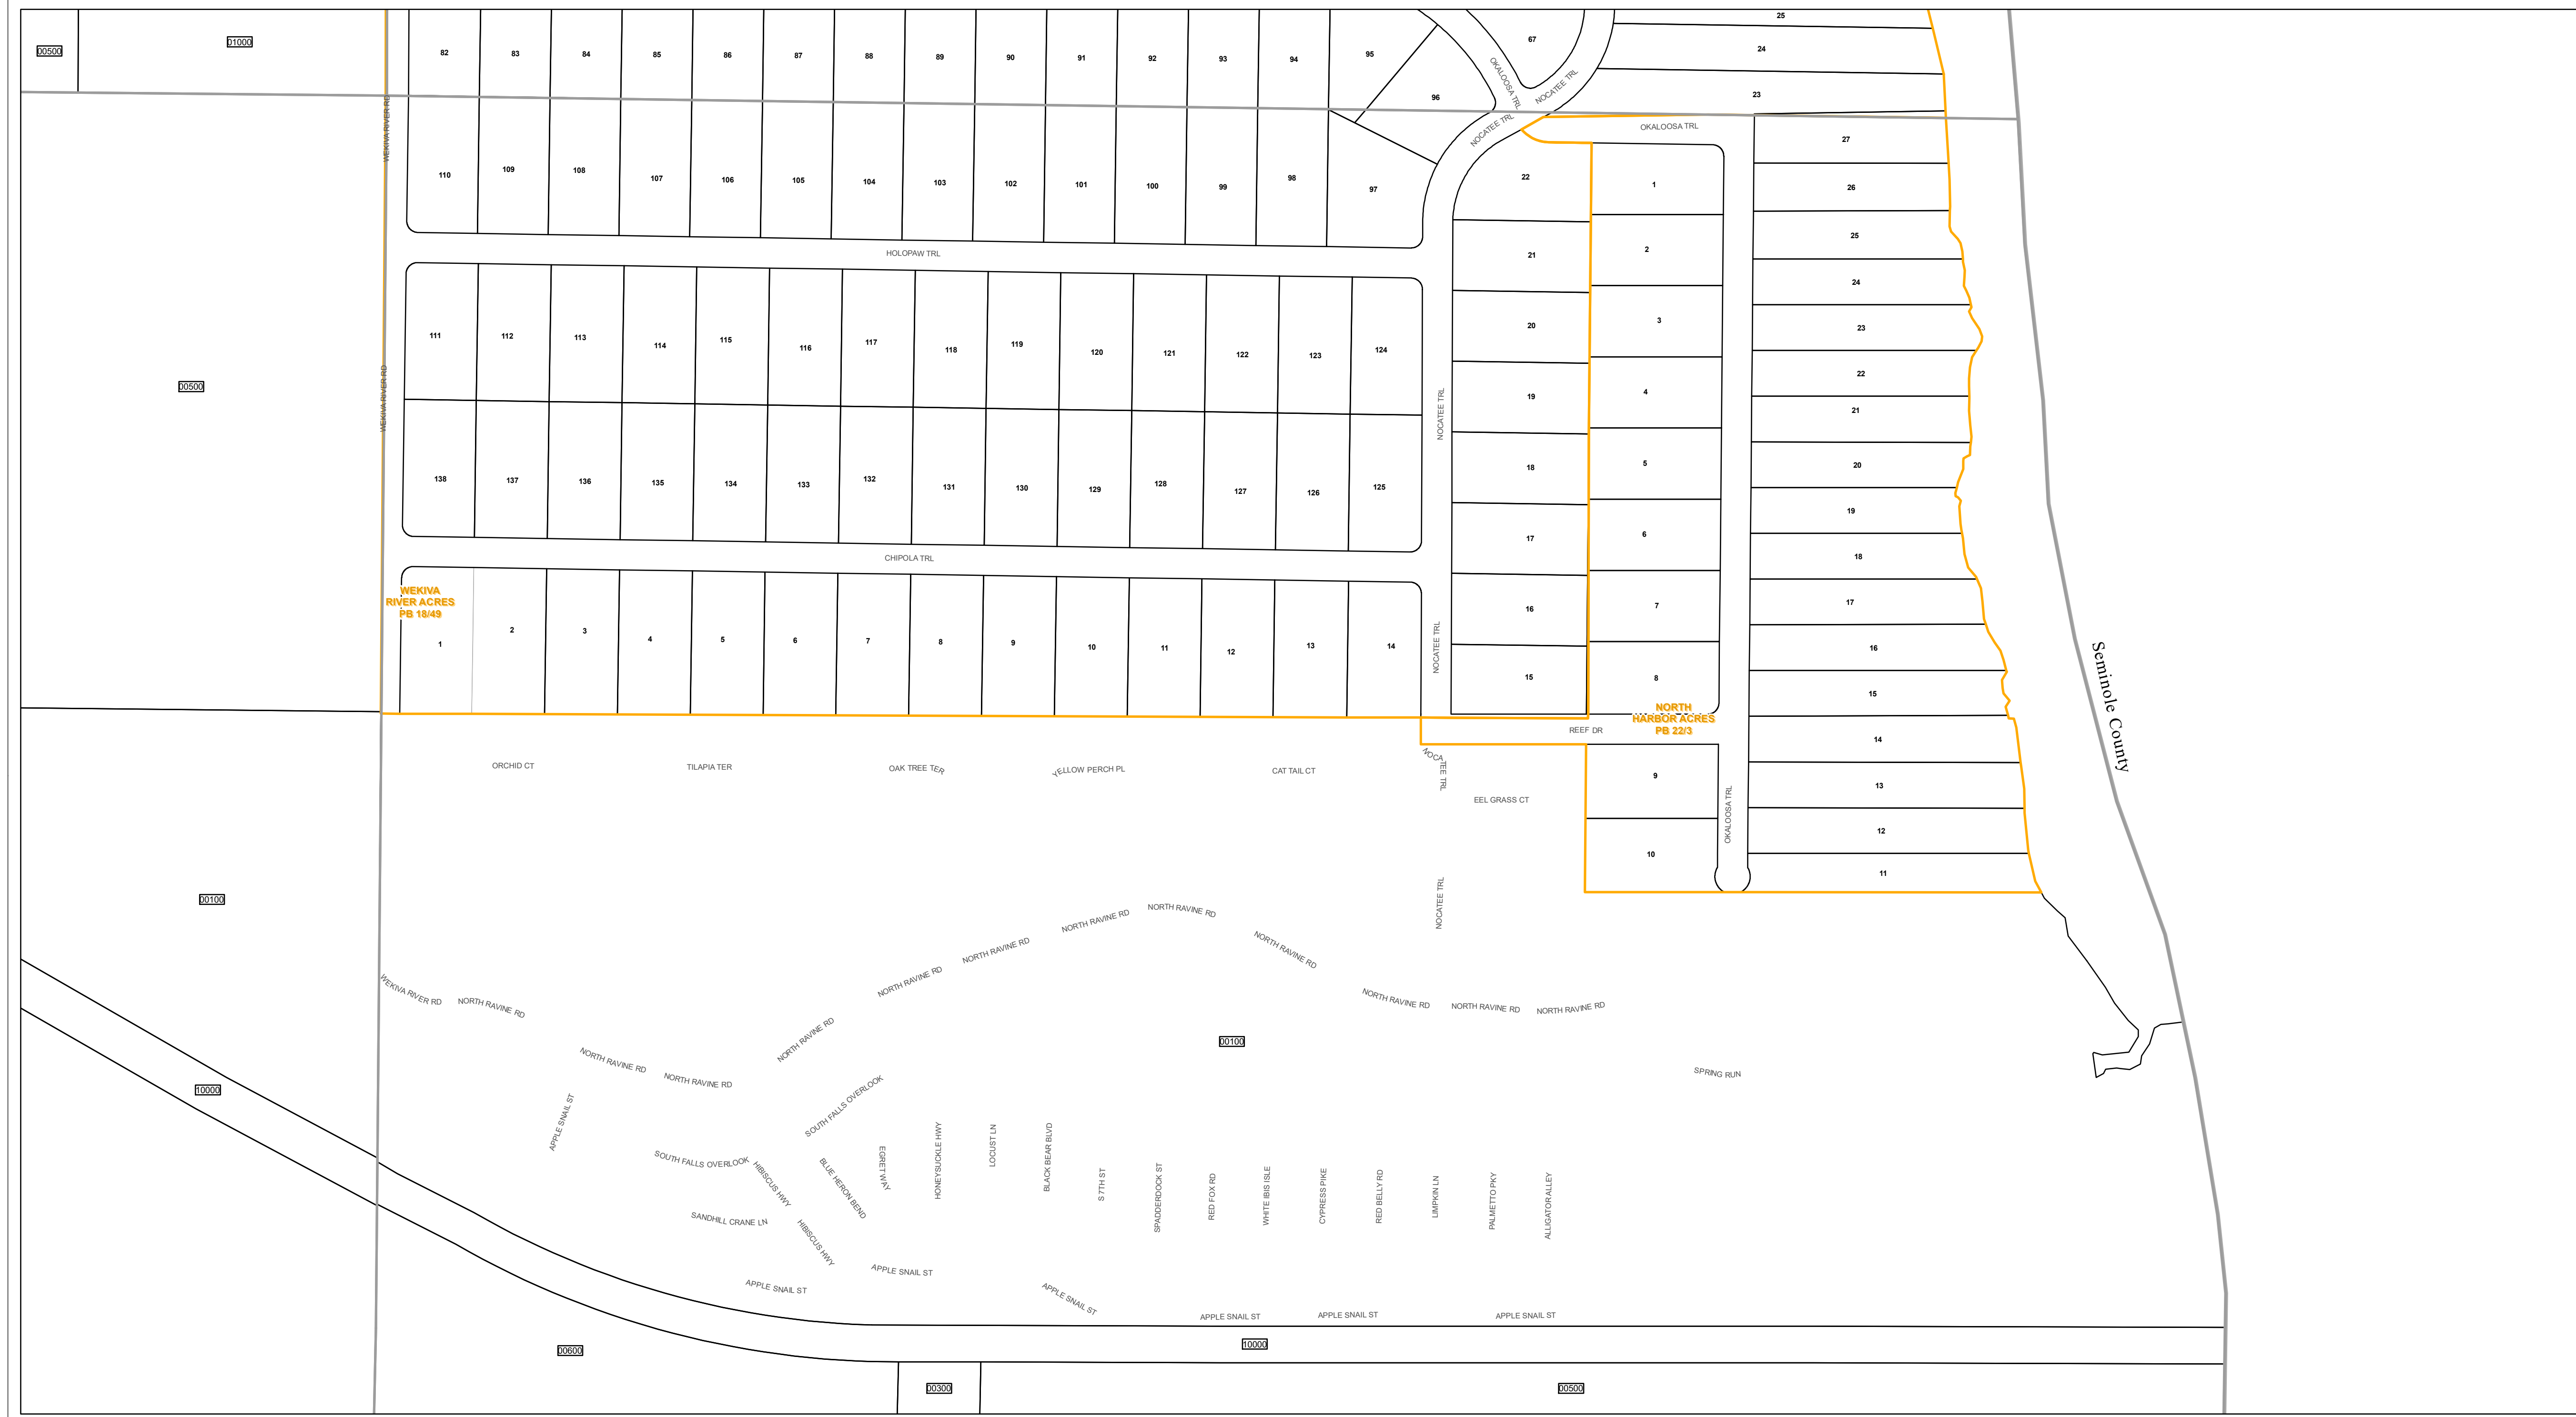 25
00500
01000
67
82
83
84
85
86
87
88
89
90
91
92
93
94
95
24
OKALOOSA TRL
NOCATEE TRL
96
23
WEKIVA RIVER RD
NOCATEE TRL
OKALOOSA TRL
27
110
109
108
107
106
105
104
103
102
101
100
99
98
97
22
1
26
HOLOPAW TRL
21
2
25
24
111
112
113
114
115
116
117
118
119
120
121
122
123
124
20
3
23
00500
WEKIVA RIVER RD
NOCATEE TRL
19
4
22
21
138
137
136
135
134
133
132
131
130
129
128
127
126
125
18
5
20
19
17
6
18
CHIPOLA TRL
WEKIVA
RIVER ACRES
PB 18/49
16
7
17
1
2
3
4
5
6
7
8
9
10
11
12
13
14
NOCATEE TRL
15
8
16
15
Seminole County
NORTH
HARBOR ACRES
PB 22/3
REEF DR
14
ORCHID CT
TILAPIA TER
OAK TREE TER
YELLOW PERCH PL
CAT TAIL CT
NOCATEE TRL
EEL GRASS CT
9
13
OKALOOSA TRL
12
10
11
00100
NOCATEE TRL
NORTH RAVINE RD
NORTH RAVINE RD
NORTH RAVINE RD
NORTH RAVINE RD
NORTH RAVINE RD
WEKIVA RIVER RD
NORTH RAVINE RD
NORTH RAVINE RD
NORTH RAVINE RD
NORTH RAVINE RD
NORTH RAVINE RD
NORTH RAVINE RD
NORTH RAVINE RD
00100
SPRING RUN
10000
APPLE SNAIL ST
SOUTH FALLS OVERLOOK
SOUTH FALLS OVERLOOK
HIBISCUS HWY
BLUE HERON BEND
EGRET WAY
HONEYSUCKLE HWY
LOCUST LN
BLACK BEAR BLVD
S 7TH ST
SPADDERDOCK ST
RED FOX RD
WHITE IBIS ISLE
CYPRESS PIKE
RED BELLY RD
LIMPKIN LN
PALMETTO PKY
ALLIGATOR ALLEY
SANDHILL CRANE LN
HIBISCUS HWY
APPLE SNAIL ST
APPLE SNAIL ST
APPLE SNAIL ST
APPLE SNAIL ST
APPLE SNAIL ST
APPLE SNAIL ST
00600
10000
00300
00500